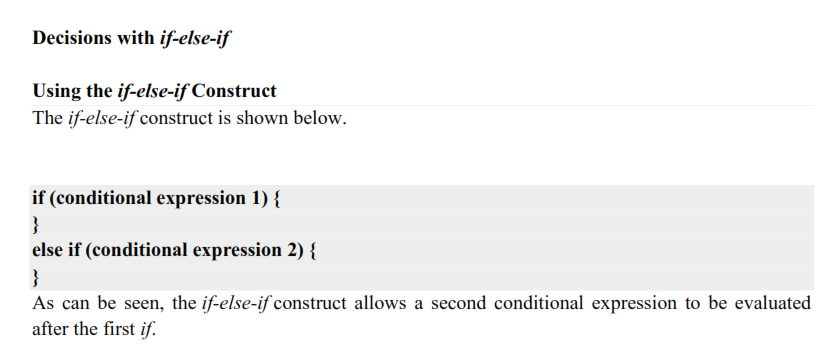 Decisions with if-else-if
Using the if-else-if Construct
The if-else-if construct is shown below.
if (conditional expression 1) {
}
else if (conditional expression 2) {
}
As can be seen, the if-else-if construct allows a second conditional expression to be evaluated
after the first if.